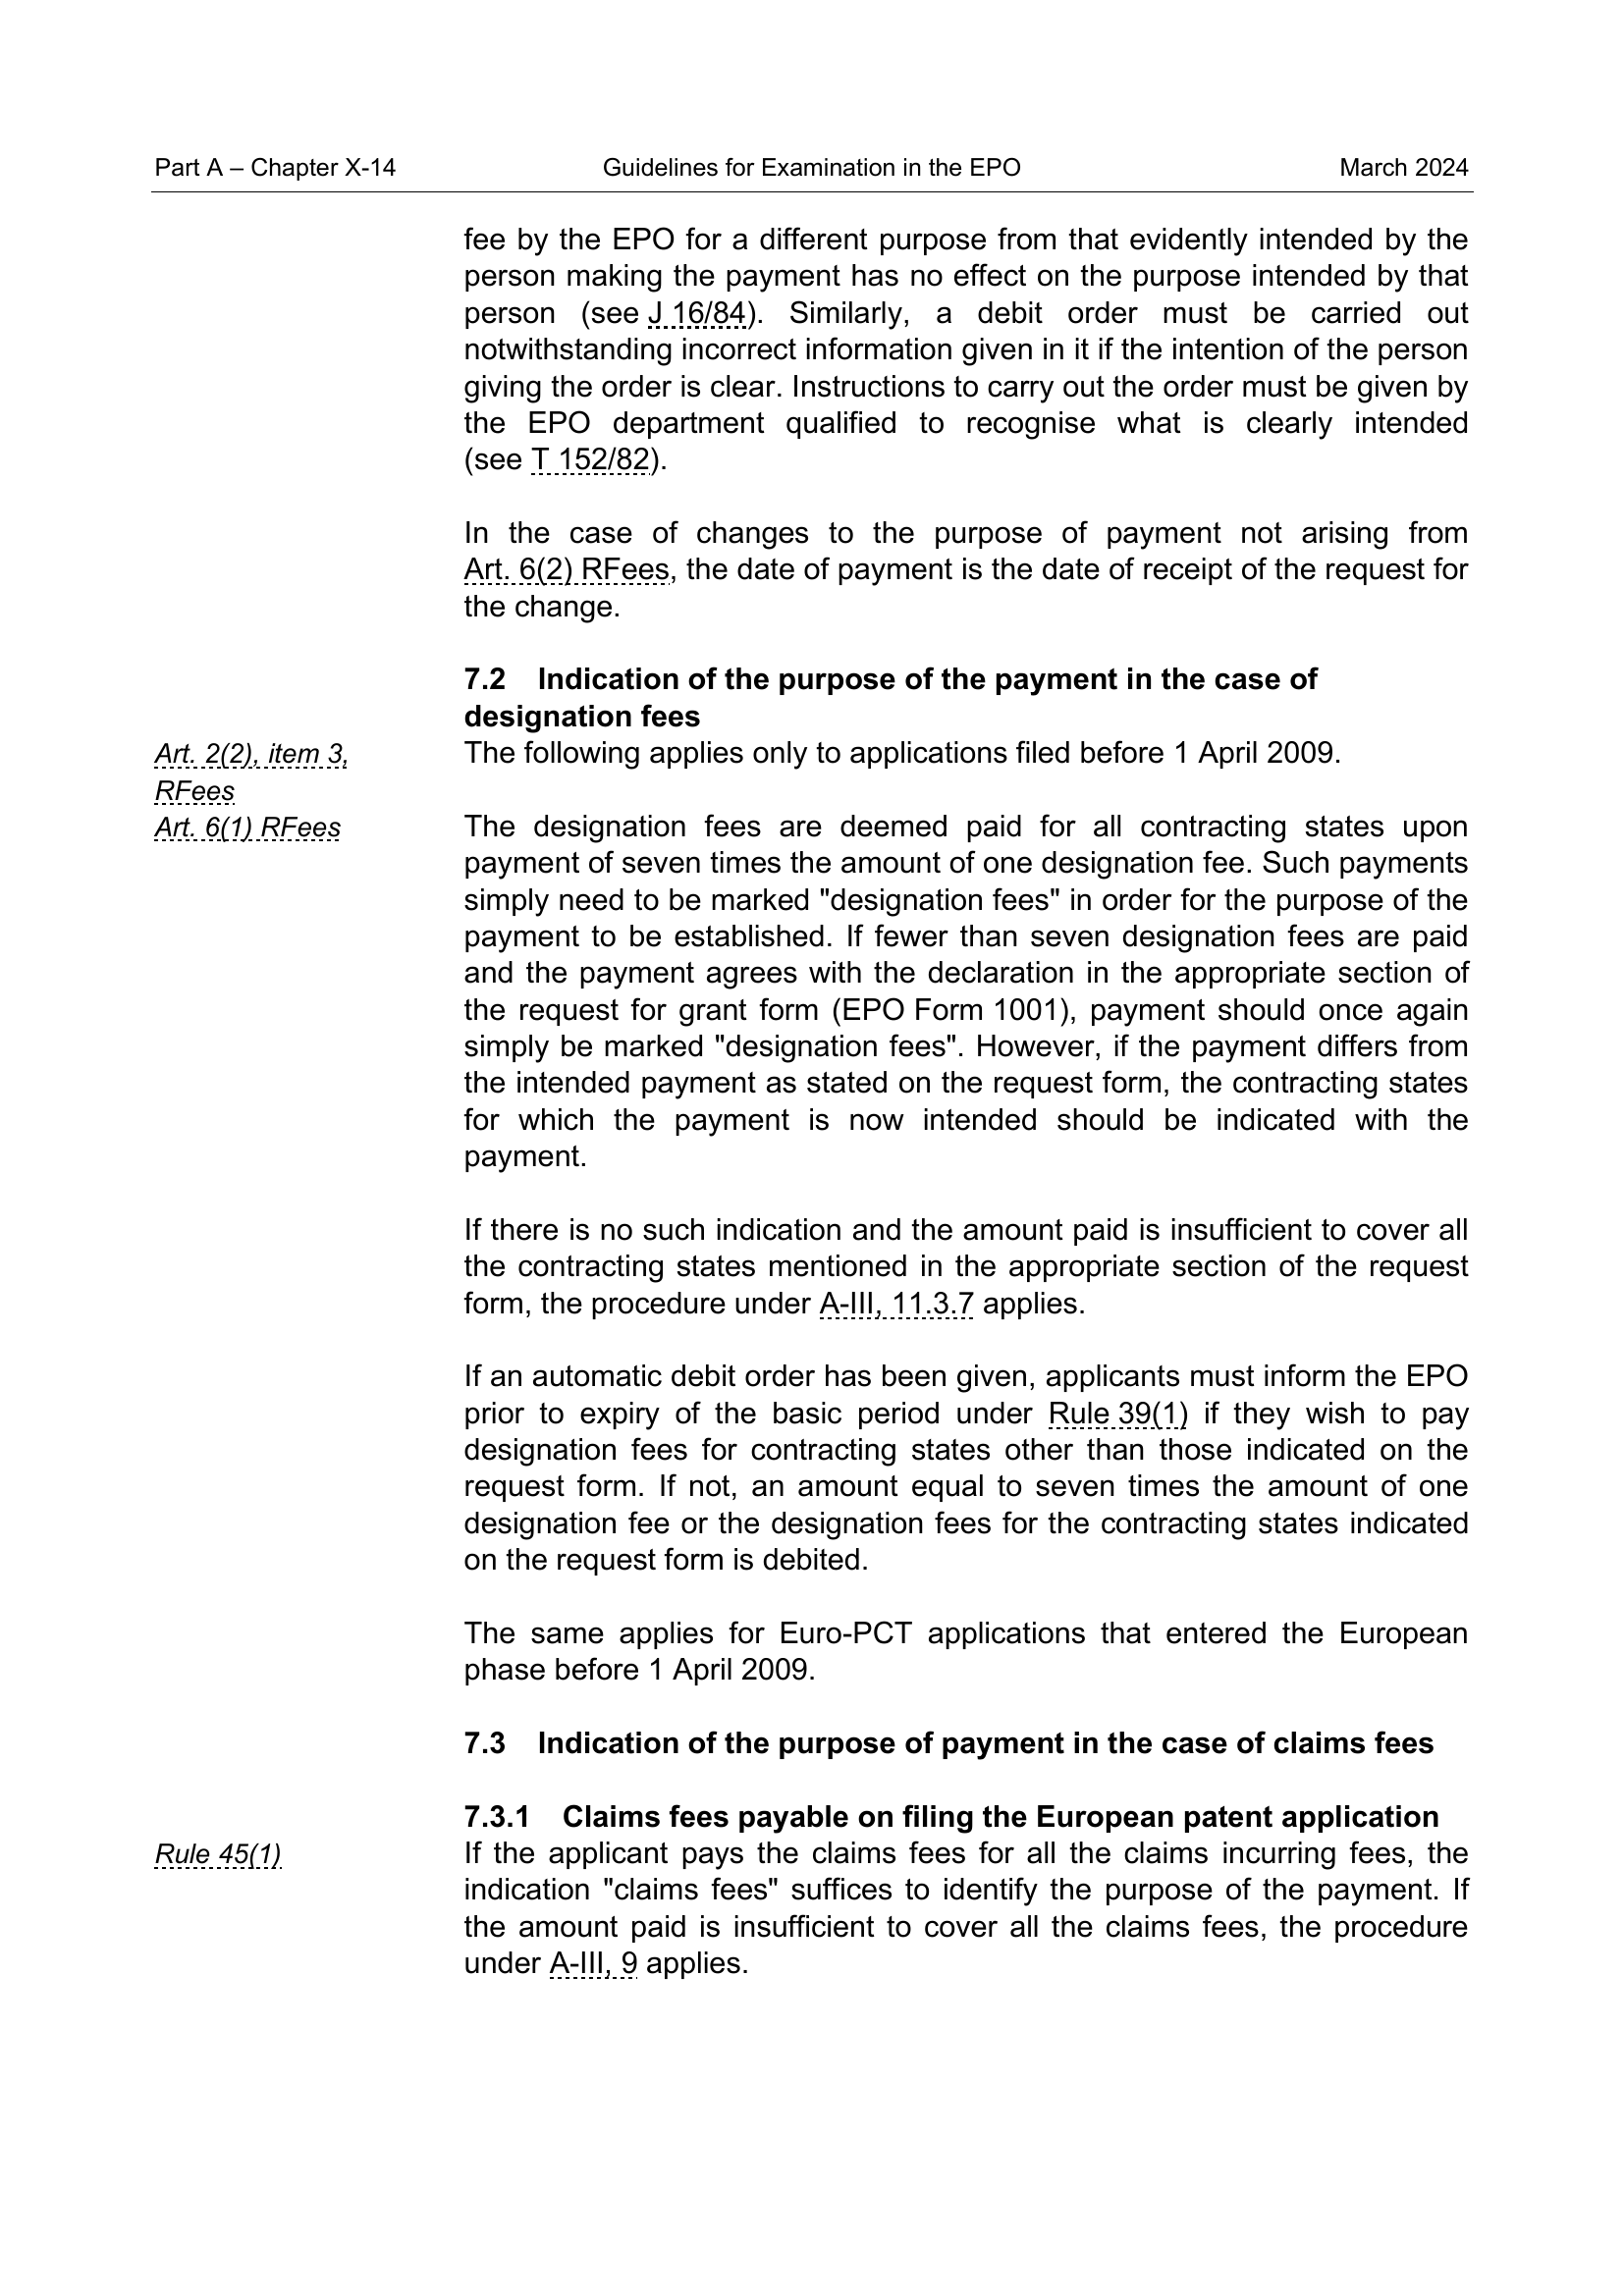 Part A – Chapter X-14 Guidelines for Examination in the EPO March 2024
fee by the EPO for a different purpose from that evidently intended by the
person making the payment has no effect on the purpose intended by that
person (see J 16/84). Similarly, a debit order must be carried out
notwithstanding incorrect information given in it if the intention of the person
giving the order is clear. Instructions to carry out the order must be given by
the EPO department qualified to recognise what is clearly intended
(see T 152/82).
In the case of changes to the purpose of payment not arising from
Art. 6(2) RFees, the date of payment is the date of receipt of the request for
the change.
7.2 Indication of the purpose of the payment in the case of
designation fees
Art. 2(2), item 3,
RFees
Art. 6(1) RFees
The following applies only to applications filed before 1 April 2009.
The designation fees are deemed paid for all contracting states upon
payment of seven times the amount of one designation fee. Such payments
simply need to be marked "designation fees" in order for the purpose of the
payment to be established. If fewer than seven designation fees are paid
and the payment agrees with the declaration in the appropriate section of
the request for grant form (EPO Form 1001), payment should once again
simply be marked "designation fees". However, if the payment differs from
the intended payment as stated on the request form, the contracting states
for which the payment is now intended should be indicated with the
payment.
If there is no such indication and the amount paid is insufficient to cover all
the contracting states mentioned in the appropriate section of the request
form, the procedure under A-III, 11.3.7 applies.
If an automatic debit order has been given, applicants must inform the EPO
prior to expiry of the basic period under Rule 39(1) if they wish to pay
designation fees for contracting states other than those indicated on the
request form. If not, an amount equal to seven times the amount of one
designation fee or the designation fees for the contracting states indicated
on the request form is debited.
The same applies for Euro-PCT applications that entered the European
phase before 1 April 2009.
7.3 Indication of the purpose of payment in the case of claims fees
7.3.1 Claims fees payable on filing the European patent application
Rule 45(1)
If the applicant pays the claims fees for all the claims incurring fees, the
indication "claims fees" suffices to identify the purpose of the payment. If
the amount paid is insufficient to cover all the claims fees, the procedure
under A-III, 9 applies.